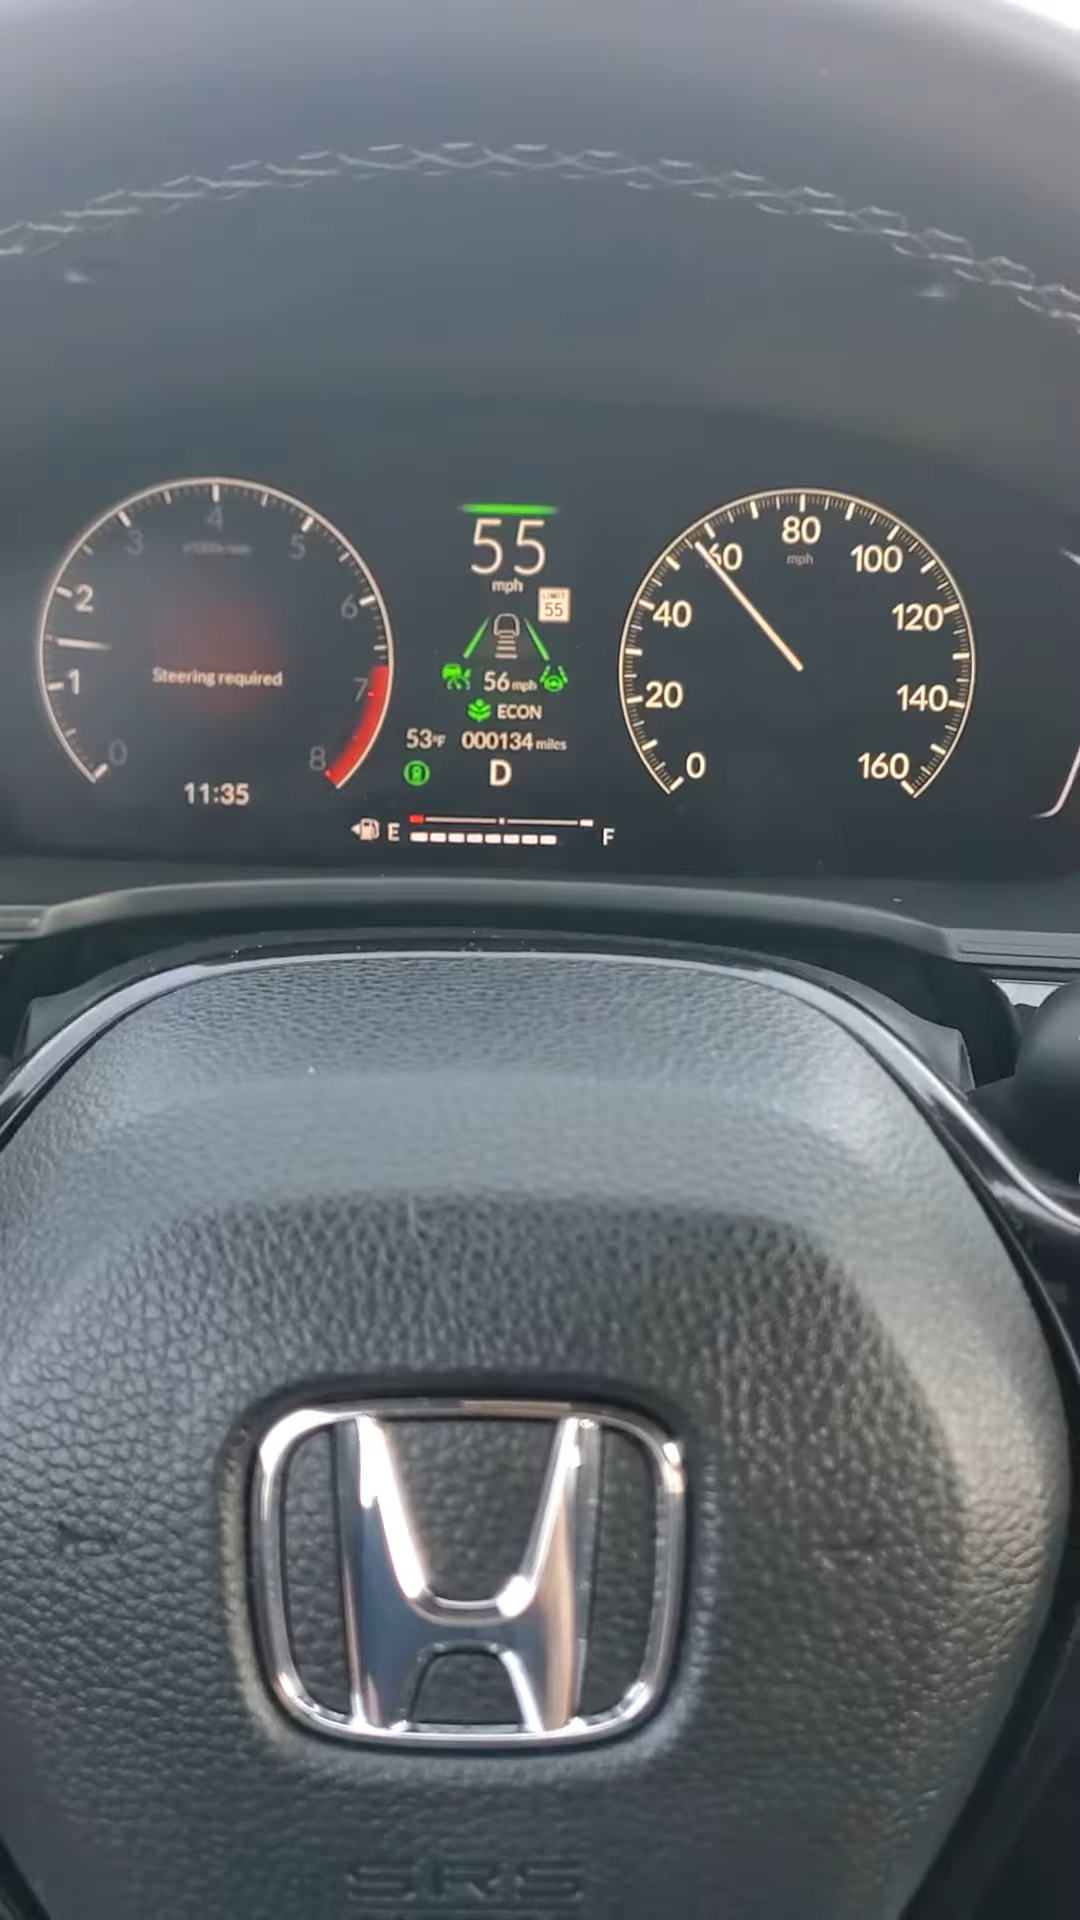 55
mph
LIMIT
55
56 mph
ECON
53°F 000134 miles
D
E F
0 1 2 3 4 5 6 7 8
Steering required
11:35
0 20 40 60 80 100 120 140 160
mph
SRS